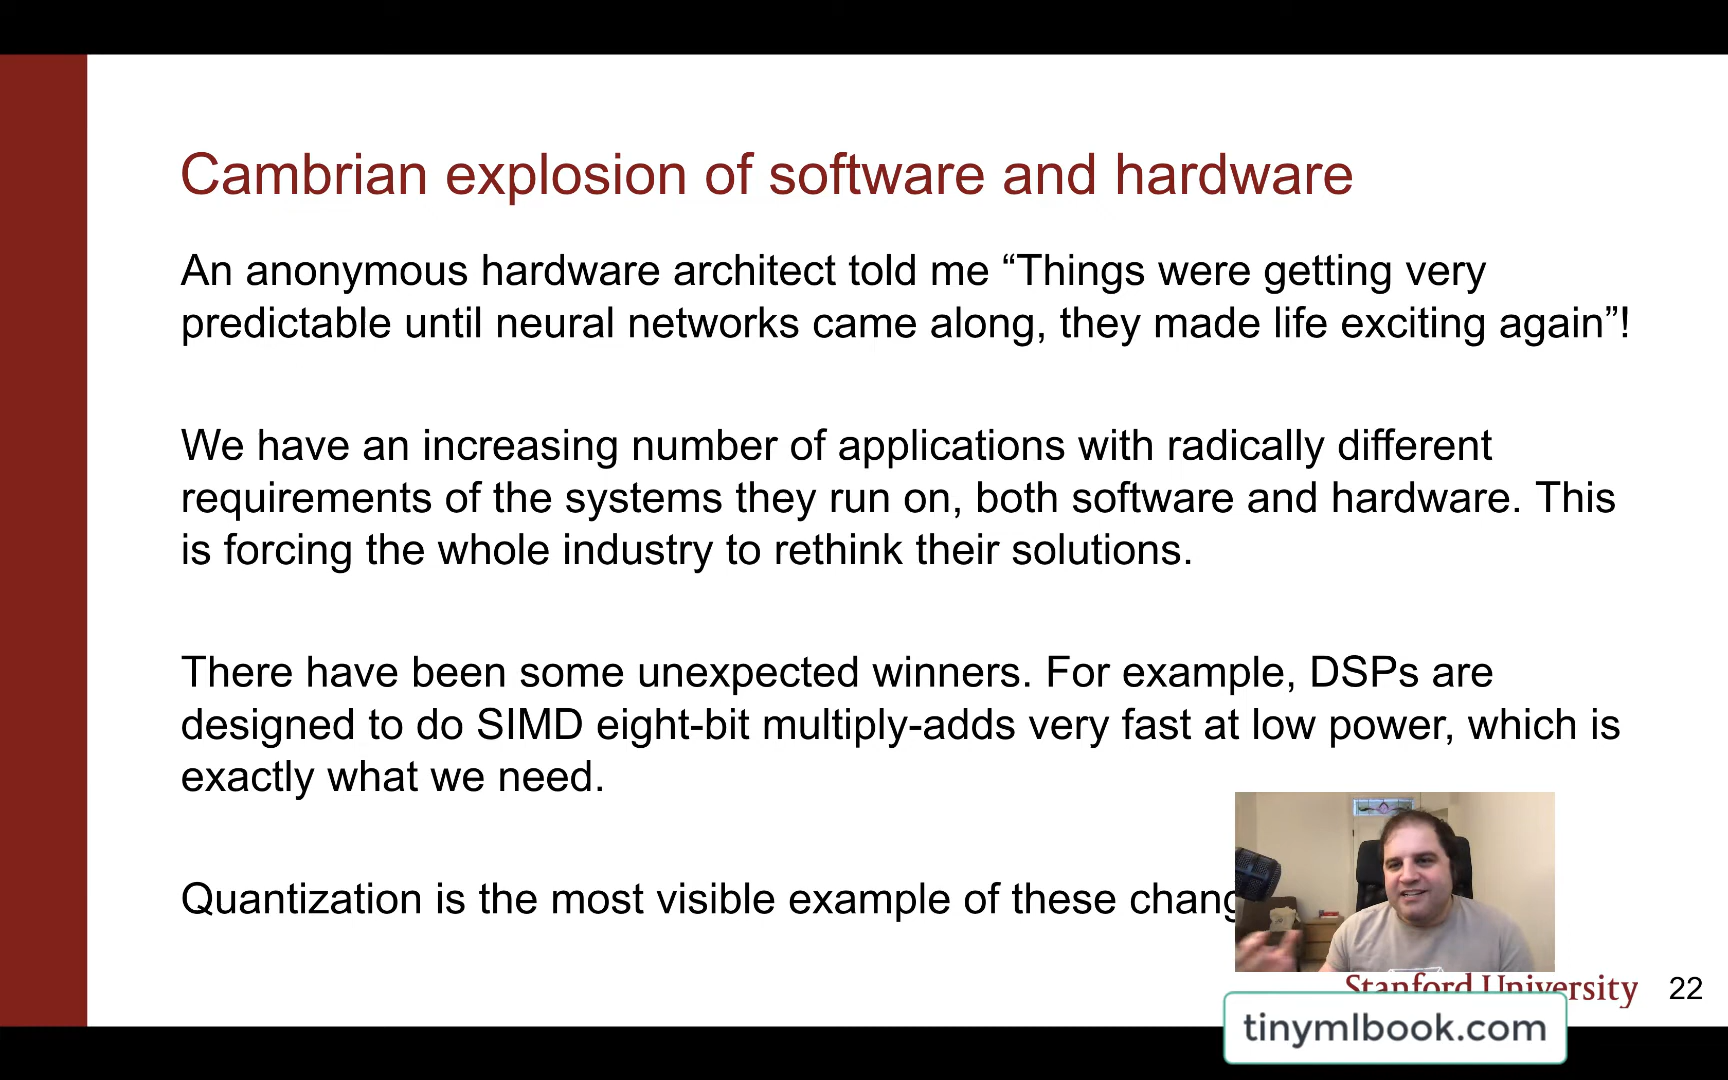 Cambrian explosion of software and hardware
An anonymous hardware architect told me “Things were getting very
predictable until neural networks came along, they made life exciting again”!
We have an increasing number of applications with radically different
requirements of the systems they run on, both software and hardware. This
is forcing the whole industry to rethink their solutions.
There have been some unexpected winners. For example, DSPs are
designed to do SIMD eight-bit multiply-adds very fast at low power, which is
exactly what we need.
Quantization is the most visible example of these
Stanford University 22
tinymlbook.com